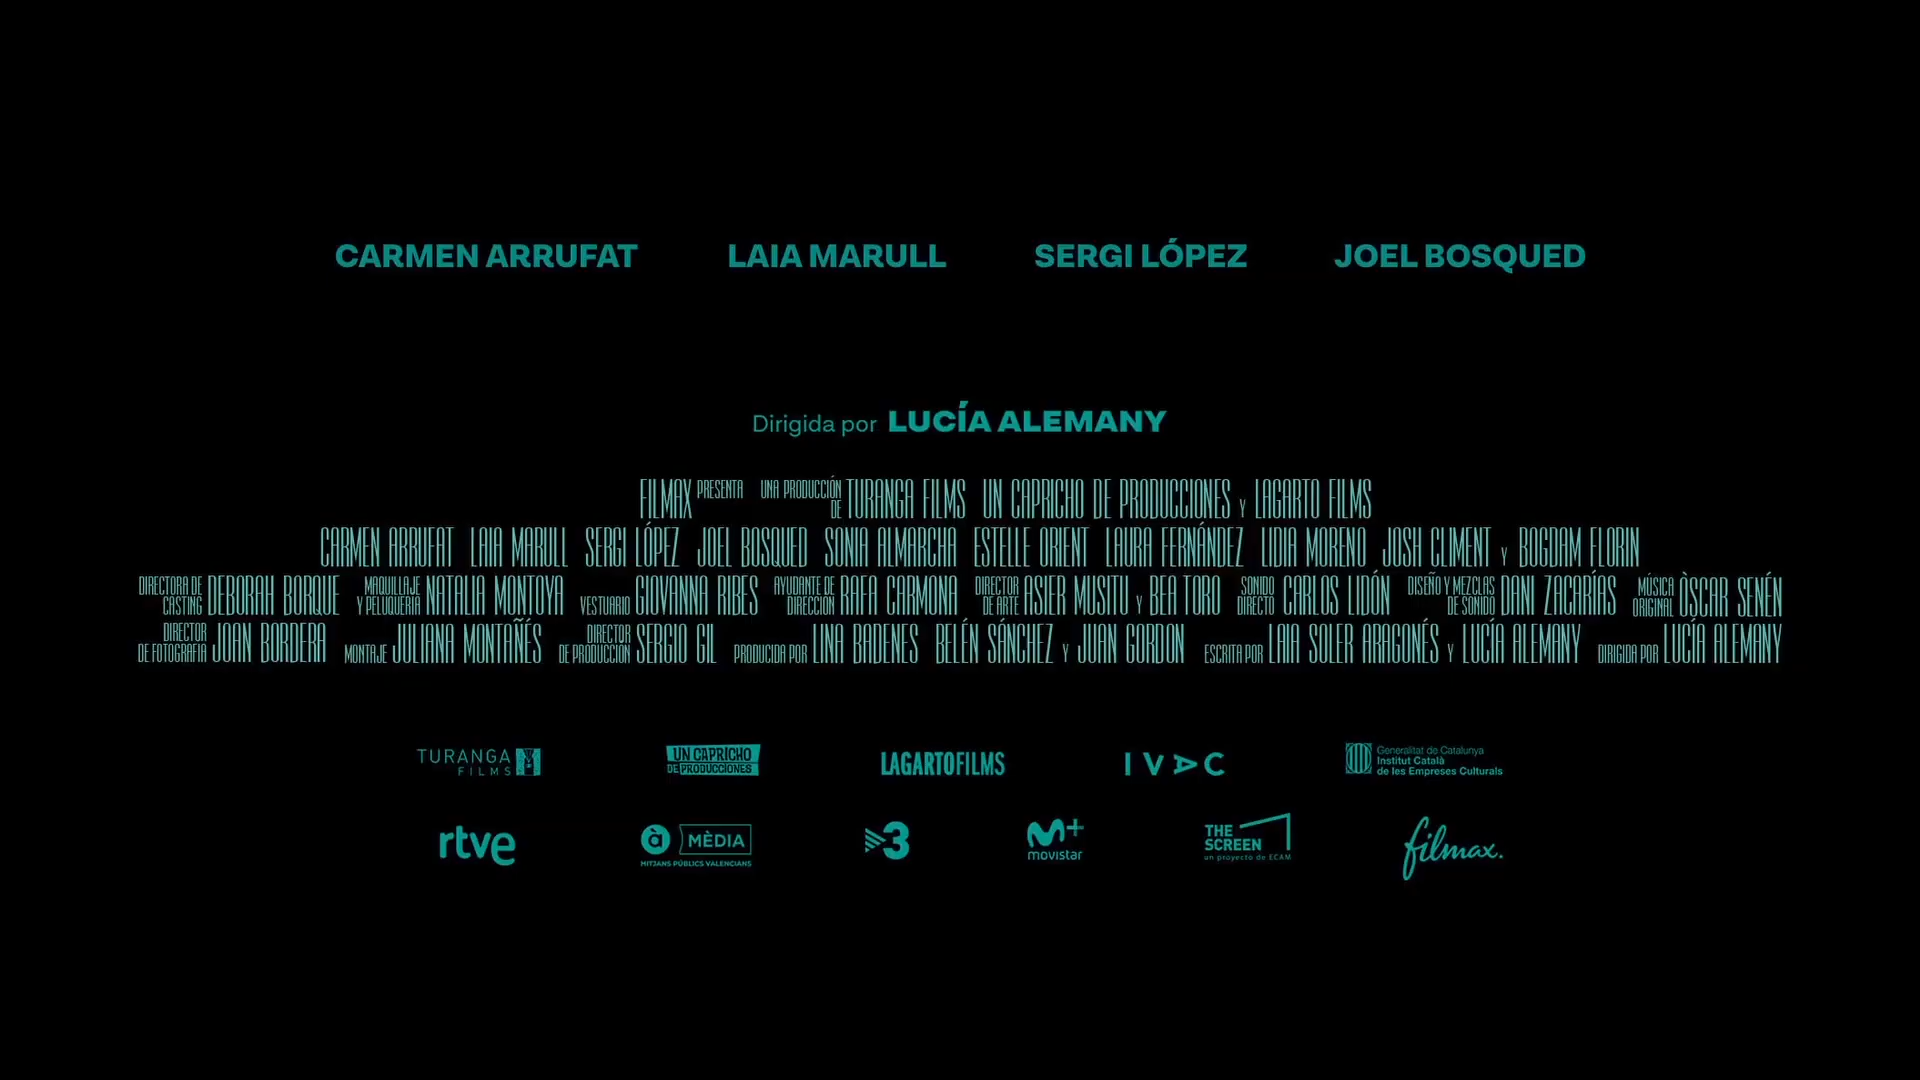 CARMEN ARRUFAT LAIA MARULL SERGI LÓPEZ JOEL BOSQUED
Dirigida por LUCÍA ALEMANY
FILMAX PRESENTA UNA PRODUCCIÓN DE TURANGA FILMS UN CAPRICHO DE PRODUCCIONES Y LAGARTO FILMS
CARMEN ARRUFAT LAIA MARULL SERGI LÓPEZ JOEL BOSQUED SONIA ALMARCHA ESTELLE ORIENT LAURA FERNÁNDEZ LIDIA MORENO JOSH CLIMENT Y BOGDAM FLORIN
DIRECTORA DE CASTING DEBORAH BORQUE MAQUILLAJE Y PELUQUERIA NATALIA MONTOYA VESTUARIO GIOVANNA RIBES AYUDANTE DE DIRECCION RAFA CARMONA DIRECTOR DE ARTE ASIER MUSITU Y BEA TORO SONIDO DIRECTO CARLOS LIDÓN DISEÑO Y MEZCLAS DE SONIDO DANI ZACARÍAS MÚSICA ORIGINAL ÒSCAR SENÉN
DIRECTOR DE FOTOGRAFIA JOAN BORDERA MONTAJE JULIANA MONTAÑÉS DIRECTOR DE PRODUCCION SERGIO GIL PRODUCIDA POR LINA BADENES BELÉN SÁNCHEZ Y JUAN GORDON ESCRITA POR LAIA SOLER ARAGONÉS Y LUCÍA ALEMANY DIRIGIDA POR LUCÍA ALEMANY
TURANGA FILMS
UN CAPRICHO DE PRODUCCIONES
LAGARTOFILMS
IVAC
Generalitat de Catalunya
Institut Català
de les Empreses Culturals
rtve
à MÈDIA
MITJANS PÚBLICS VALENCIANS
3
M+
movistar
THE SCREEN
un proyecto de ECAM
filmax.